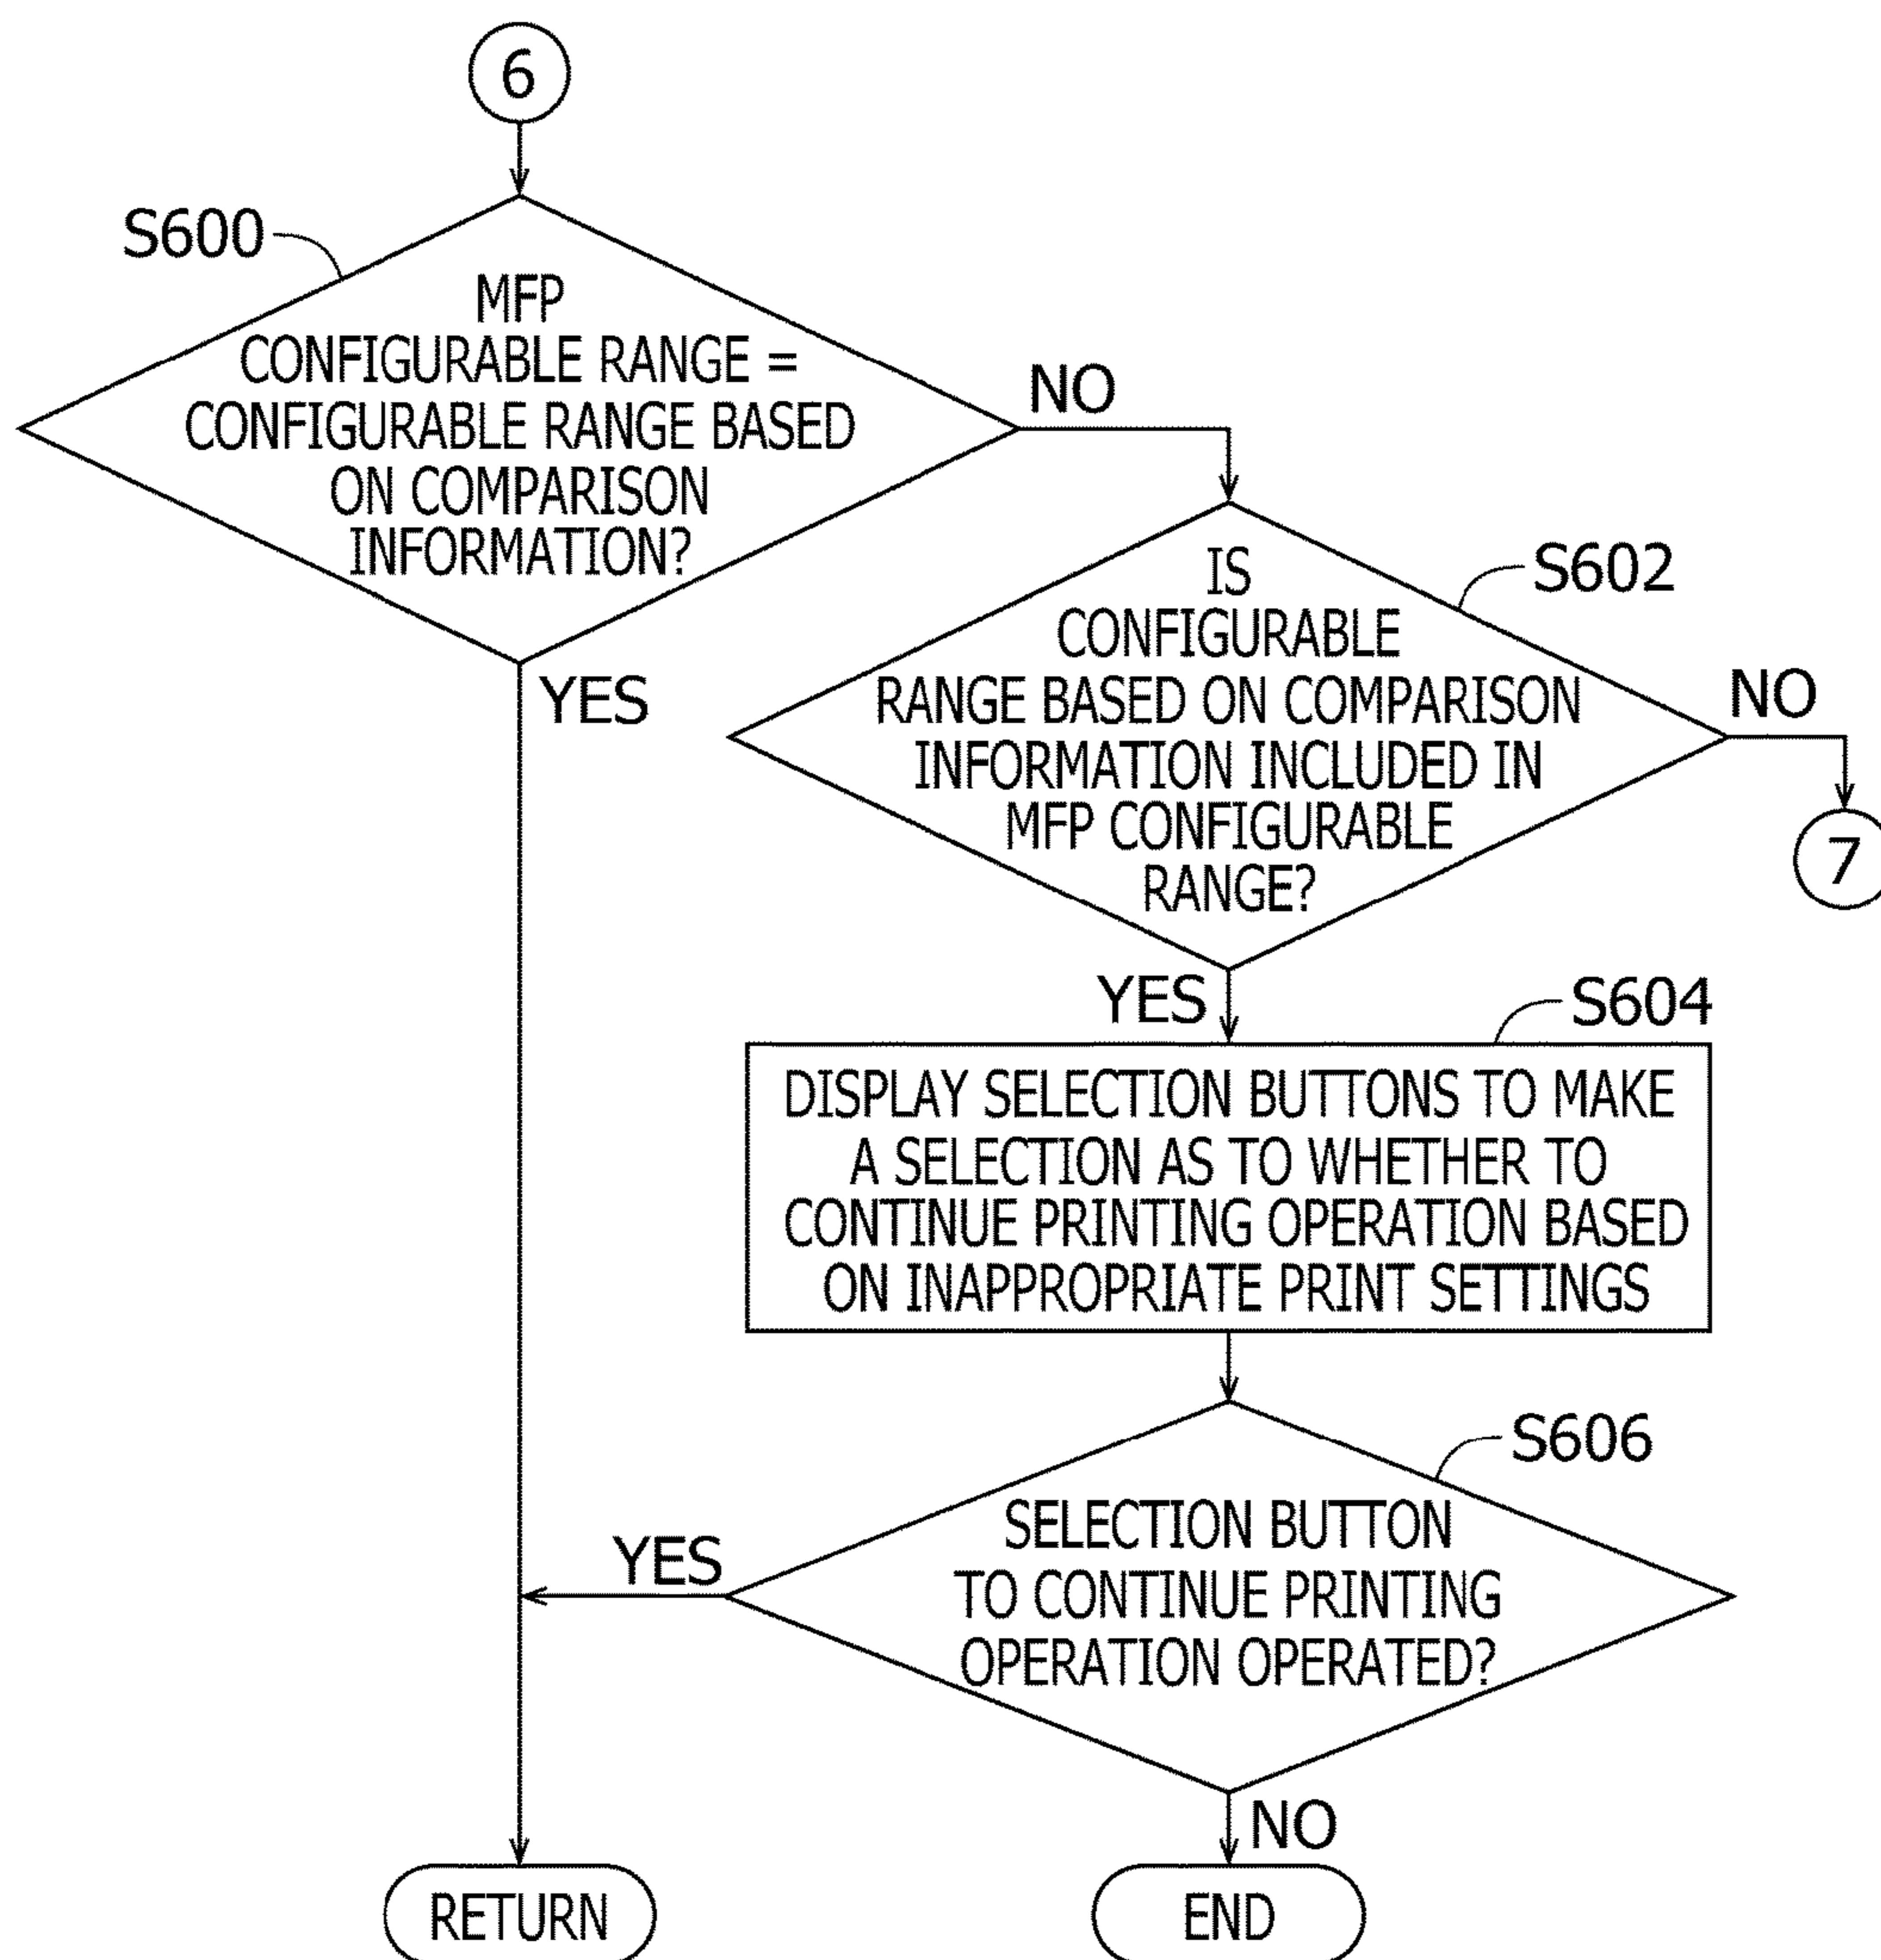 6
S600
MFP
CONFIGURABLE RANGE =
CONFIGURABLE RANGE BASED
ON COMPARISON
INFORMATION?
NO
YES
S602
IS
CONFIGURABLE
RANGE BASED ON COMPARISON
INFORMATION INCLUDED IN
MFP CONFIGURABLE
RANGE?
NO
7
YES
S604
DISPLAY SELECTION BUTTONS TO MAKE
A SELECTION AS TO WHETHER TO
CONTINUE PRINTING OPERATION BASED
ON INAPPROPRIATE PRINT SETTINGS
S606
SELECTION BUTTON
TO CONTINUE PRINTING
OPERATION OPERATED?
YES
NO
RETURN
END